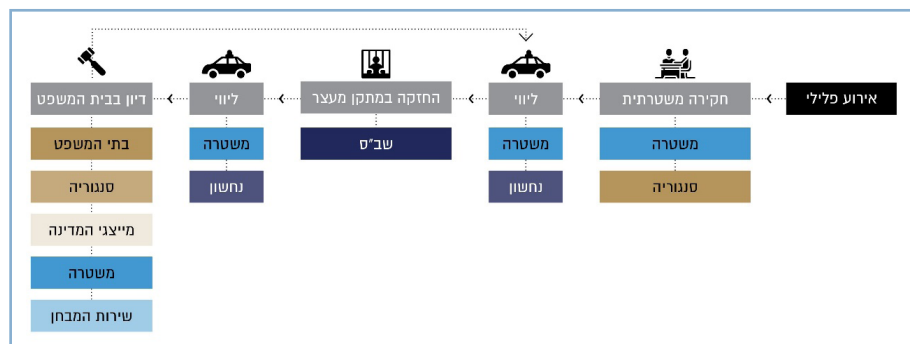 אירוע פלילי
חקירה משטרתית
משטרה
סנגוריה
ליווי
משטרה
נחשון
החזקה במתקן מעצר
שב"ס
ליווי
משטרה
נחשון
דיון בבית המשפט
בתי המשפט
סנגוריה
מייצגי המדינה
משטרה
שירות המבחן